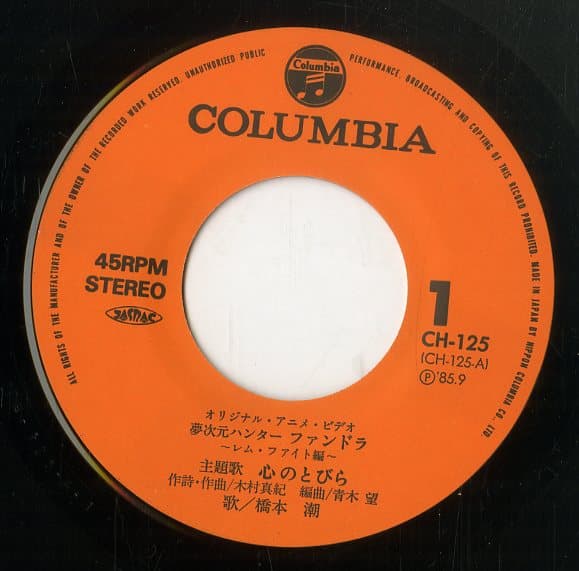 ALL RIGHTS OF THE MANUFACTURER AND OF THE OWNER OF THE RECORDED WORK RESERVED. UNAUTHORIZED PUBLIC PERFORMANCE, BROADCASTING AND COPYING OF THIS RECORD PROHIBITED. MADE IN JAPAN BY NIPPON COLUMBIA CO., LTD
Columbia
COLUMBIA
45RPM
STEREO
JASRAC
1
CH-125
(CH-125-A)
Ⓟ'85.9
オリジナル・アニメ・ビデオ
夢次元ハンター ファンドラ
〜レム・ファイト編〜
主題歌 心のとびら
作詩・作曲/木村真紀 編曲/青木 望
歌/橋本 潮